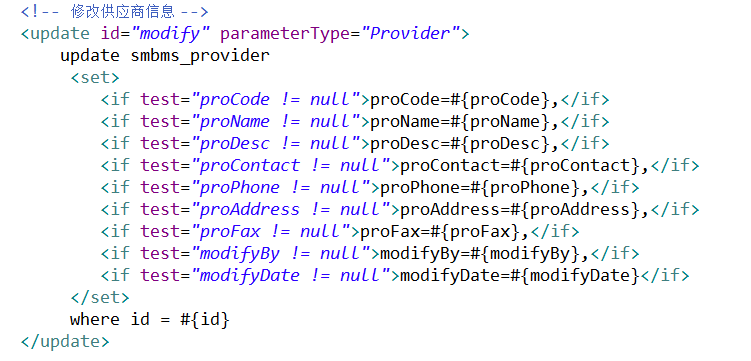 <!-- 修改供应商信息 -->
<update id="modify" parameterType="Provider">
    update smbms_provider
     <set>
        <if test="proCode != null">proCode=#{proCode},</if>
        <if test="proName != null">proName=#{proName},</if>
        <if test="proDesc != null">proDesc=#{proDesc},</if>
        <if test="proContact != null">proContact=#{proContact},</if>
        <if test="proPhone != null">proPhone=#{proPhone},</if>
        <if test="proAddress != null">proAddress=#{proAddress},</if>
        <if test="proFax != null">proFax=#{proFax},</if>
        <if test="modifyBy != null">modifyBy=#{modifyBy},</if>
        <if test="modifyDate != null">modifyDate=#{modifyDate}</if>
     </set>
     where id = #{id}
</update>